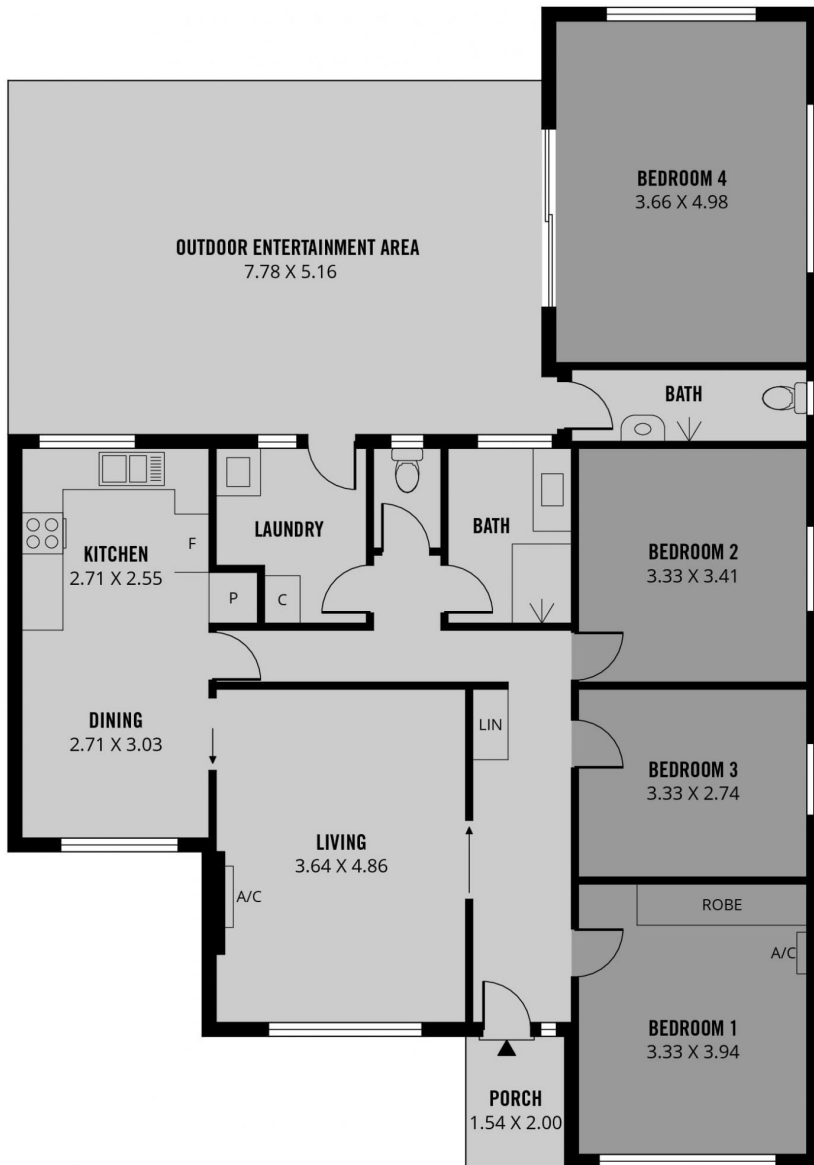 BEDROOM 4
3.66 X 4.98
OUTDOOR ENTERTAINMENT AREA
7.78 X 5.16
BATH
LAUNDRY
BATH
KITCHEN
2.71 X 2.55
F
P
C
BEDROOM 2
3.33 X 3.41
DINING
2.71 X 3.03
LIN
BEDROOM 3
3.33 X 2.74
LIVING
3.64 X 4.86
A/C
ROBE
A/C
BEDROOM 1
3.33 X 3.94
PORCH
1.54 X 2.00